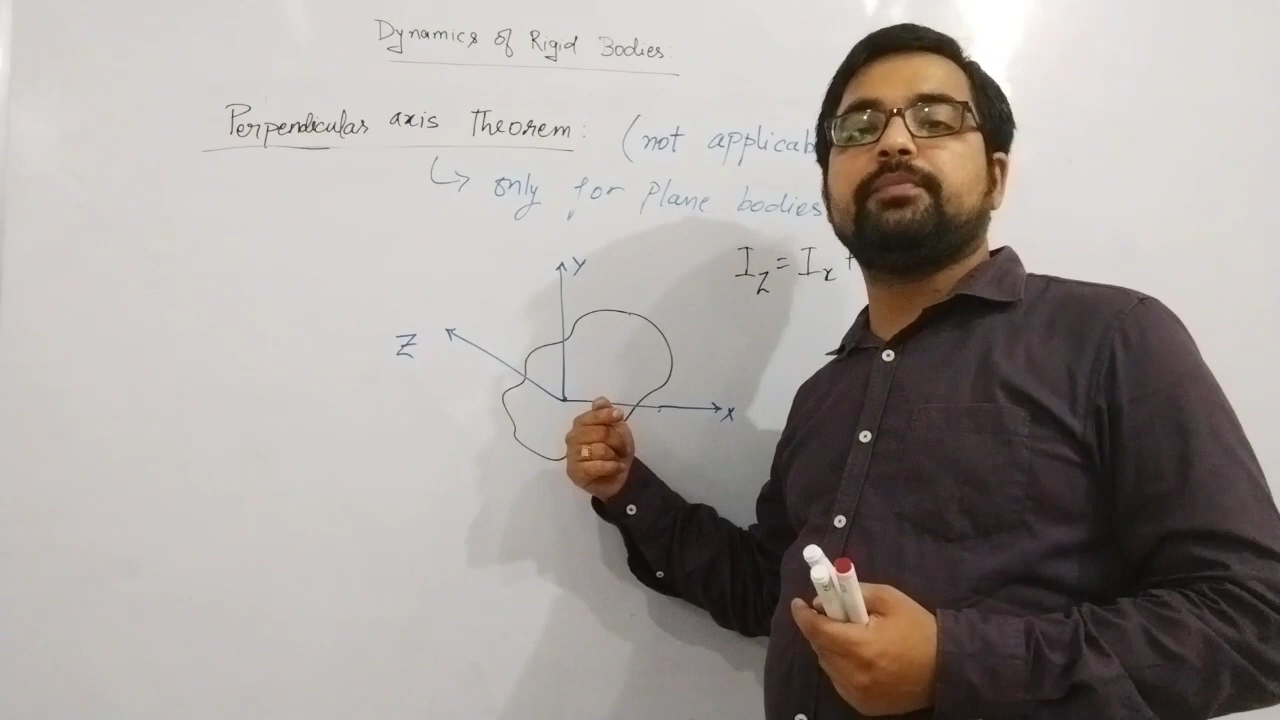 Dynamics of Rigid Bodies.
Perpendicular axis Theorem: (not applicab
↳ only for Plane bodies
I_z = I_x +
Y
Z
X